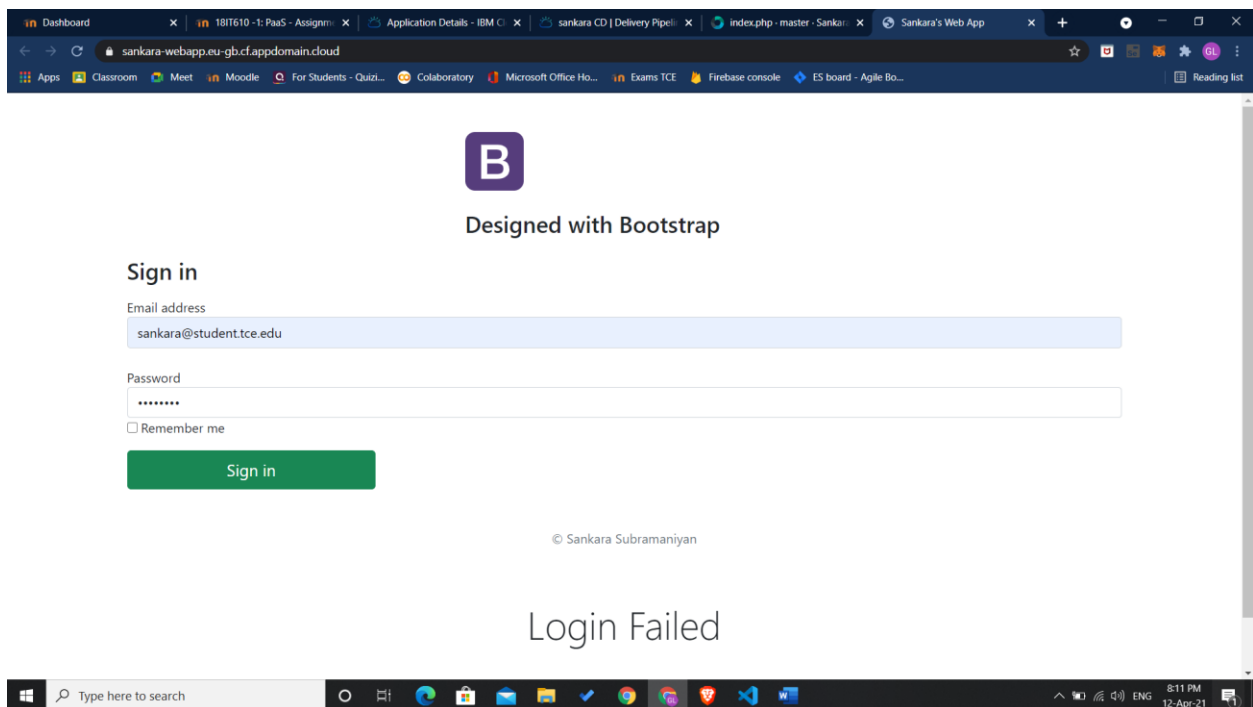 Dashboard
18IT610 -1: PaaS - Assignme
Application Details - IBM Cl
sankara CD | Delivery Pipeli
index.php · master · Sankar
Sankara's Web App
sankara-webapp.eu-gb.cf.appdomain.cloud
GL
Apps Classroom Meet Moodle For Students - Quizi... Colaboratory Microsoft Office Ho... Exams TCE Firebase console ES board - Agile Bo... Reading list
B
Designed with Bootstrap
Sign in
Email address
sankara@student.tce.edu
Password
••••••••
Remember me
Sign in
© Sankara Subramaniyan
Login Failed
Type here to search
ENG
8:11 PM
12-Apr-21